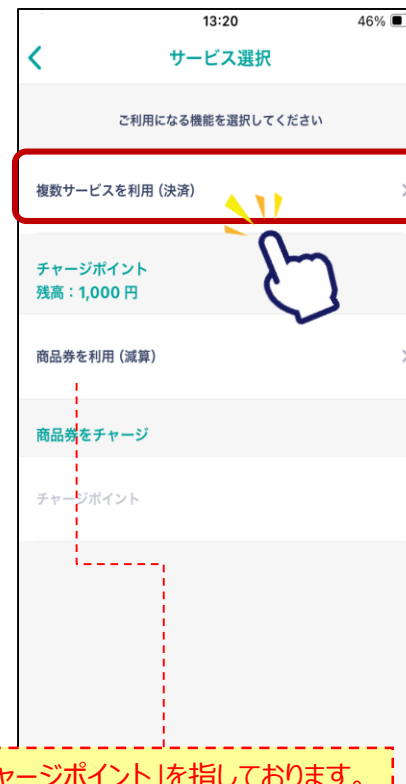 13:20
46%
サービス選択
ご利用になる機能を選択してください
複数サービスを利用（決済）
チャージポイント
残高：1,000 円
商品券を利用（減算）
商品券をチャージ
チャージポイント
ャージポイント」を指しております。